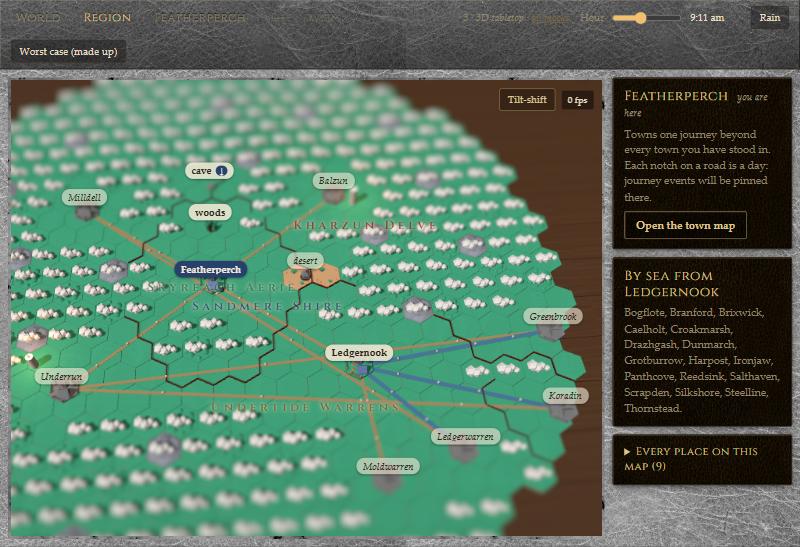 World Region Featherperch
3 · 3D tabletop
Hour 9:11 am Rain
Worst case (made up)
Tilt-shift 0 fps
cave 1
Balzun
Milldell
woods
Kharzun Delve
desert
Featherperch
Skyreach Aerie
Sandmere Shire
Greenbrook
Ledgernook
Underrun
Koradin
Undertide Warrens
Ledgerwarren
Moldwarren
Featherperch you are
here
Towns one journey beyond
every town you have stood in.
Each notch on a road is a day:
journey events will be pinned
there.
Open the town map
By sea from
Ledgernook
Bogflote, Branford, Brixwick,
Caelholt, Croakmarsh,
Drazhgash, Dunmarch,
Grotburrow, Harpost, Ironjaw,
Panthcove, Reedsink, Salthaven,
Scrapden, Silkshore, Steelline,
Thornstead.
▶ Every place on this
map (9)